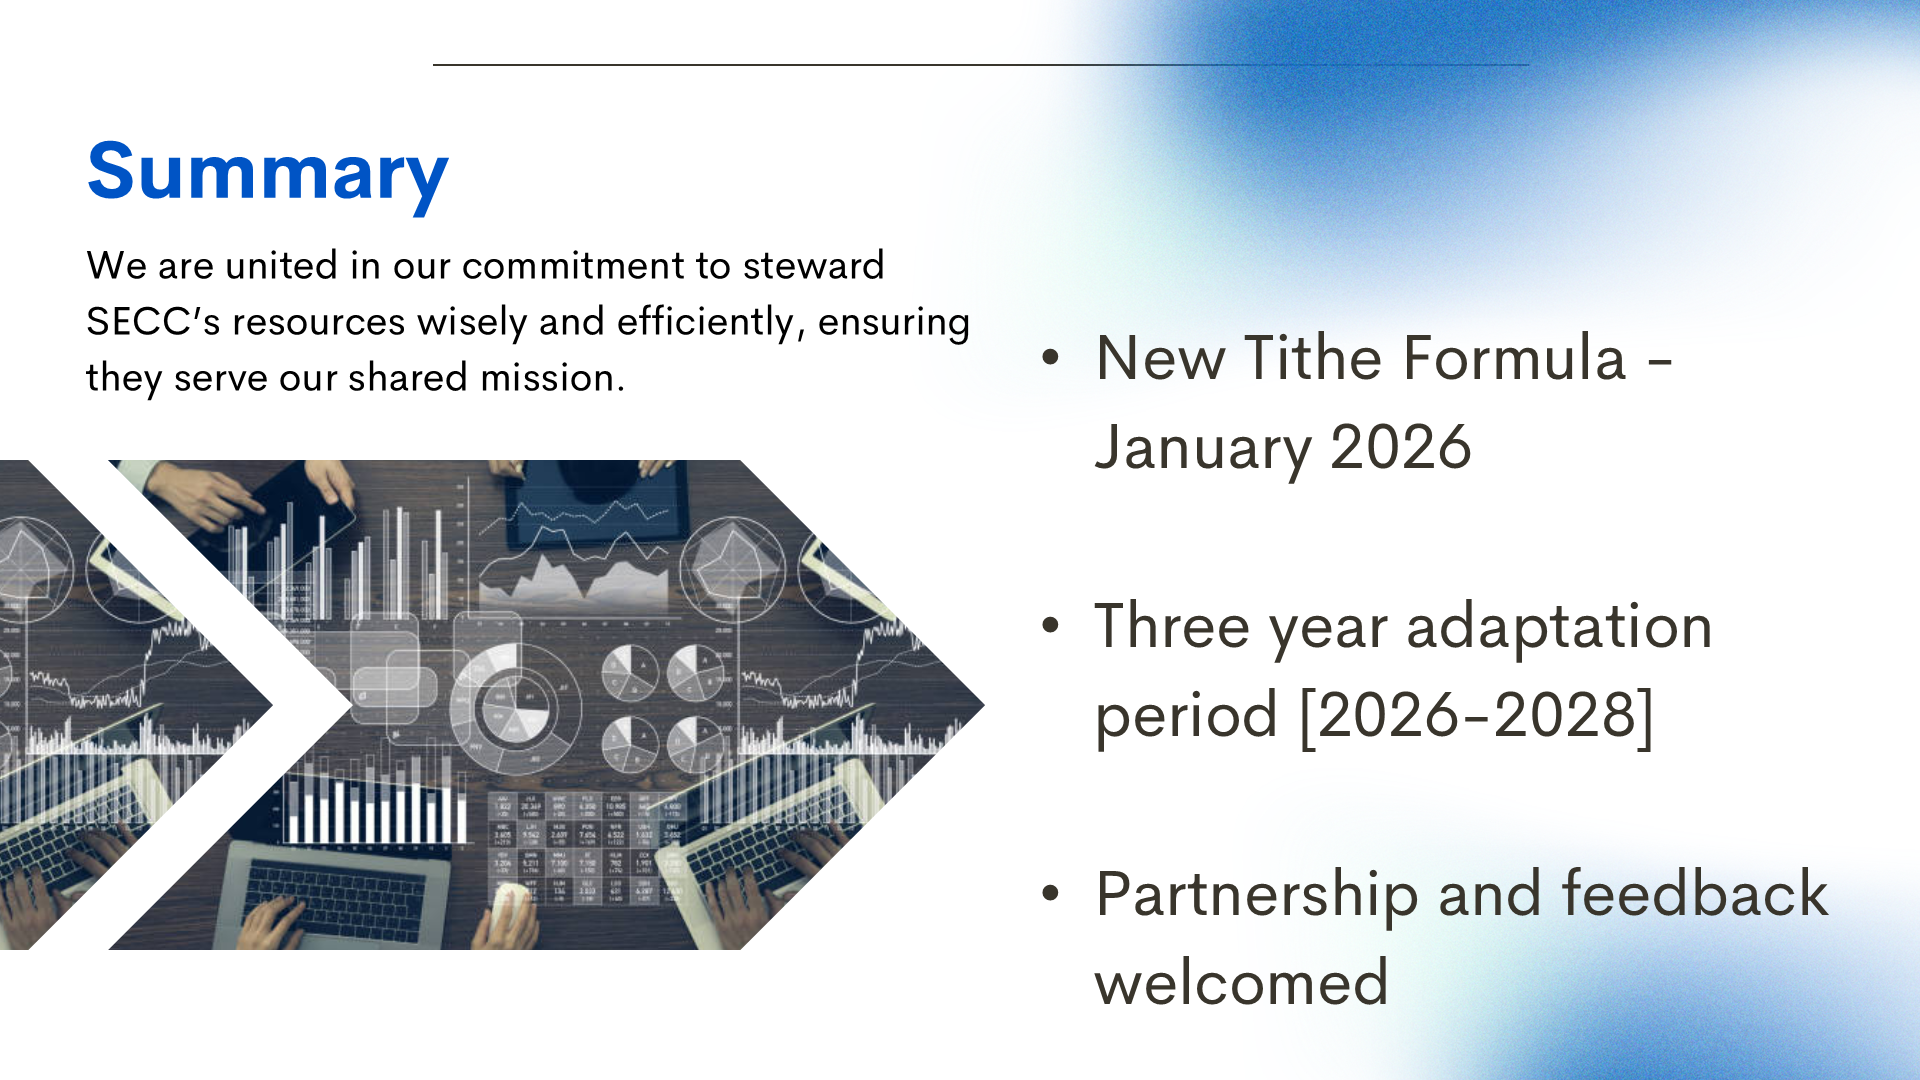 Summary
We are united in our commitment to steward
SECC's resources wisely and efficiently, ensuring
they serve our shared mission.
• New Tithe Formula -
January 2026
• Three year adaptation
period [2026-2028]
• Partnership and feedback
welcomed